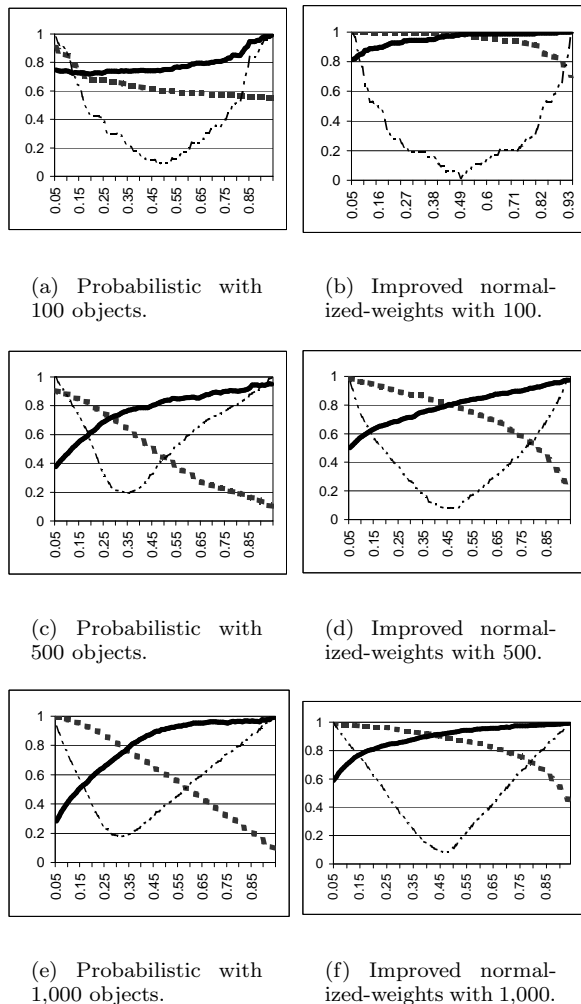 1
0.8
0.6
0.4
0.2
0
0.05 0.15 0.25 0.35 0.45 0.55 0.65 0.75 0.85
1
0.8
0.6
0.4
0.2
0
0.05 0.16 0.27 0.38 0.49 0.6 0.71 0.82 0.93
(a) Probabilistic with
100 objects.
(b) Improved normal-
ized-weights with 100.
1
0.8
0.6
0.4
0.2
0
0.05 0.15 0.25 0.35 0.45 0.55 0.65 0.75 0.85
1
0.8
0.6
0.4
0.2
0
0.05 0.15 0.25 0.35 0.45 0.55 0.65 0.75 0.85
(c) Probabilistic with
500 objects.
(d) Improved normal-
ized-weights with 500.
1
0.8
0.6
0.4
0.2
0
0.05 0.15 0.25 0.35 0.45 0.55 0.65 0.75 0.85
1
0.8
0.6
0.4
0.2
0
0.05 0.15 0.25 0.35 0.45 0.55 0.65 0.75 0.85
(e) Probabilistic with
1,000 objects.
(f) Improved normal-
ized-weights with 1,000.